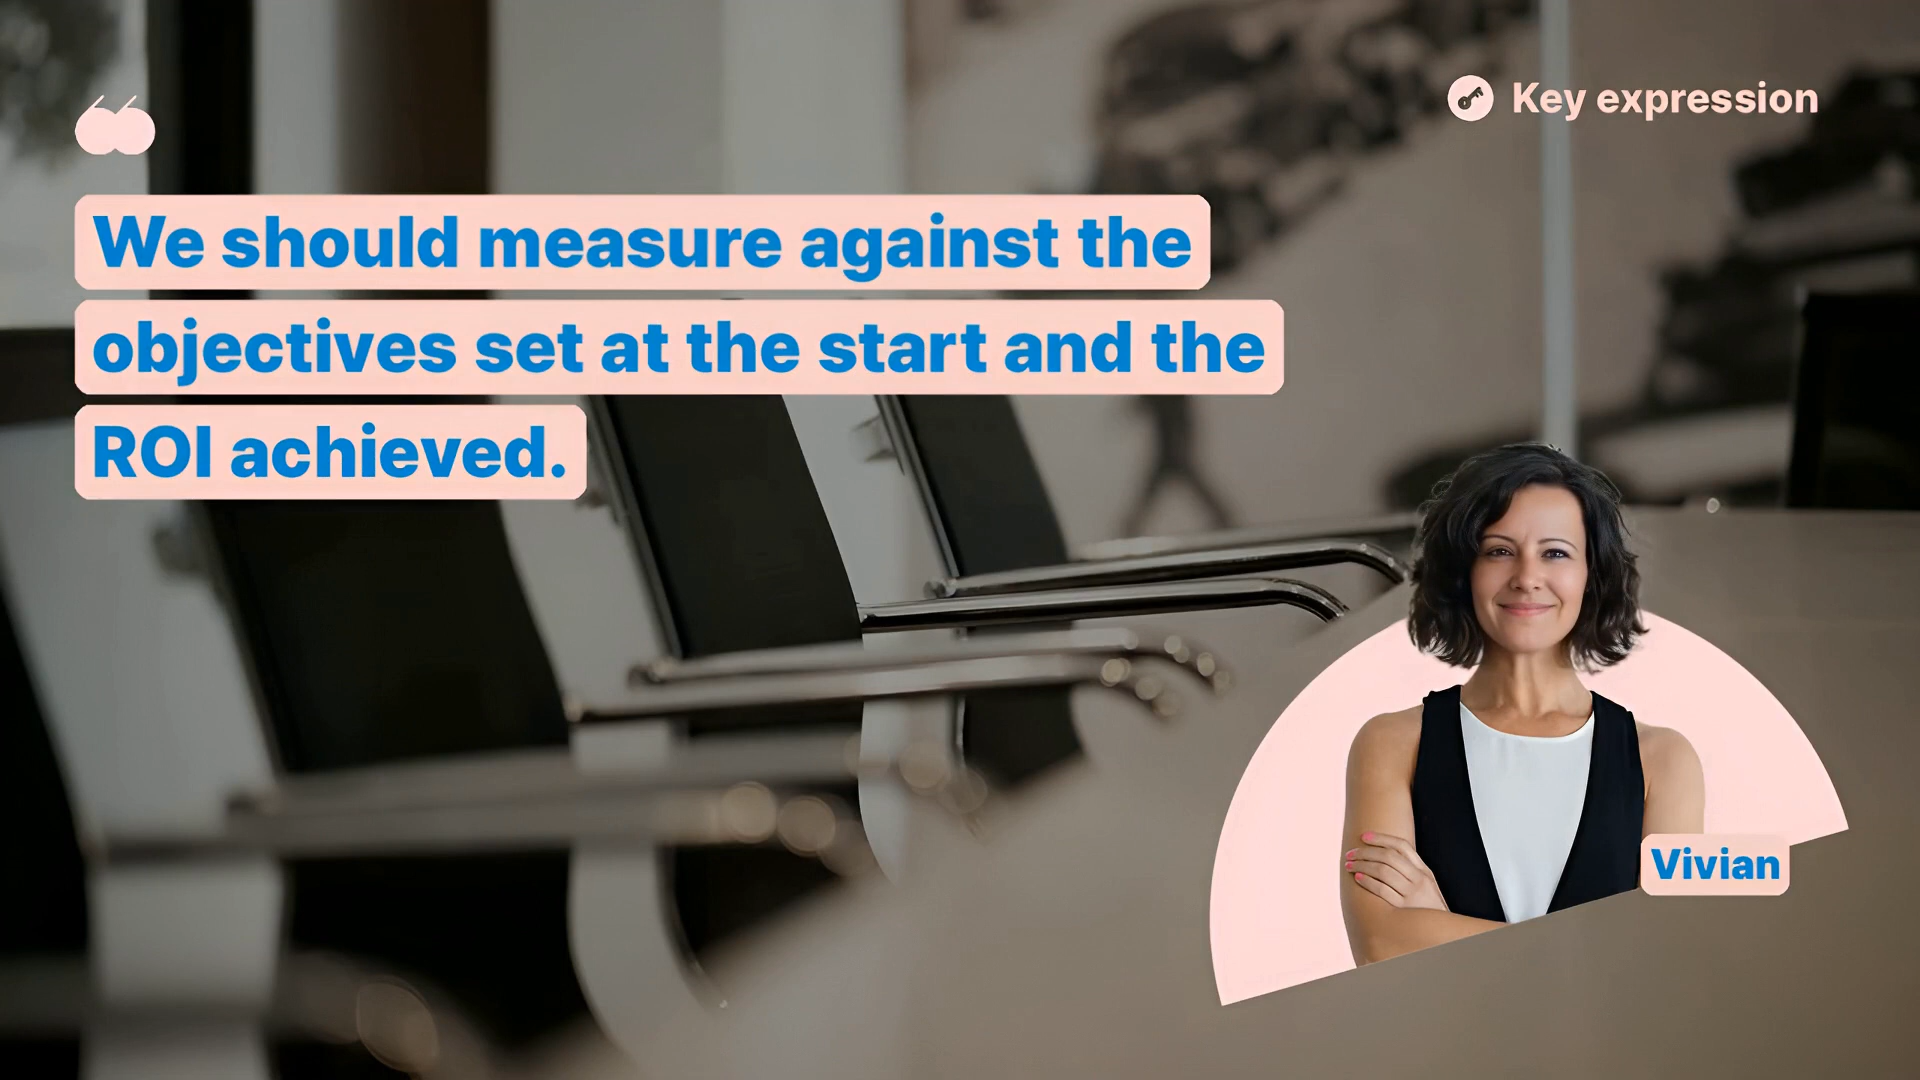 Key expression
We should measure against the
objectives set at the start and the
ROI achieved.
Vivian